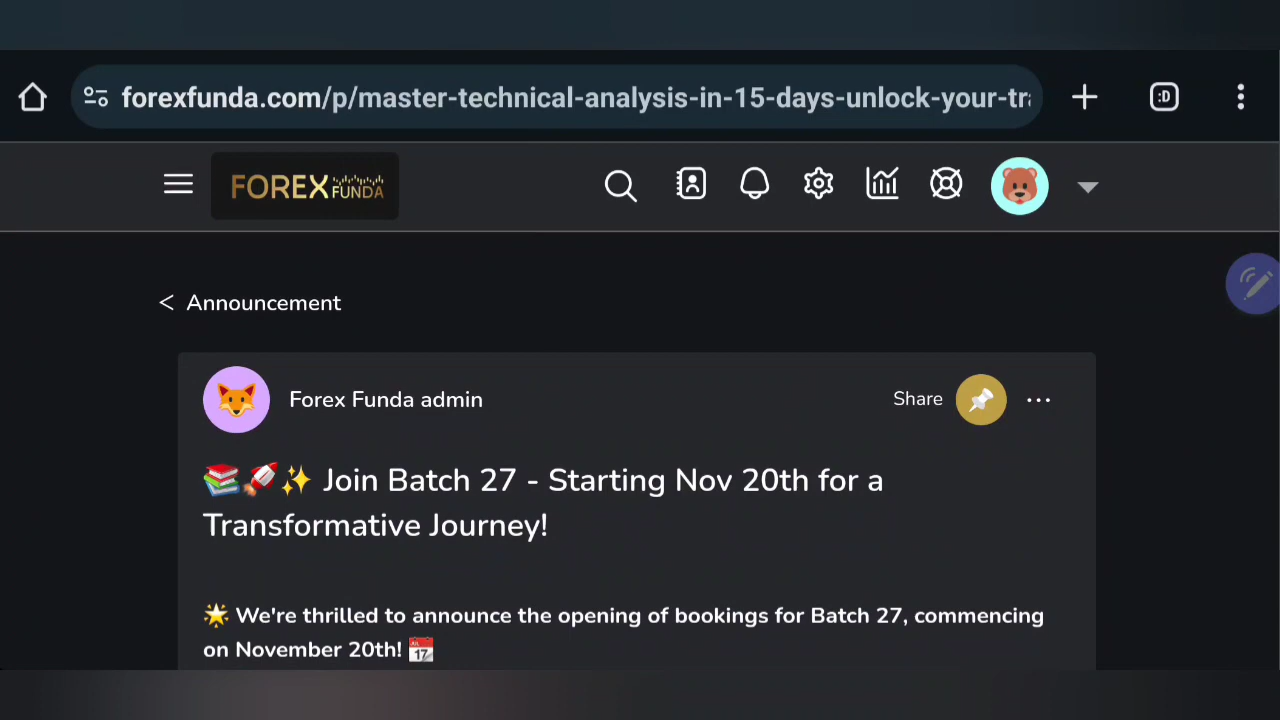 forexfunda.com/p/master-technical-analysis-in-15-days-unlock-your-tra
:D
FOREX FUNDA
< Announcement
Forex Funda admin
Share
...
📚🚀✨ Join Batch 27 - Starting Nov 20th for a
Transformative Journey!
🌟 We're thrilled to announce the opening of bookings for Batch 27, commencing
on November 20th! 📅